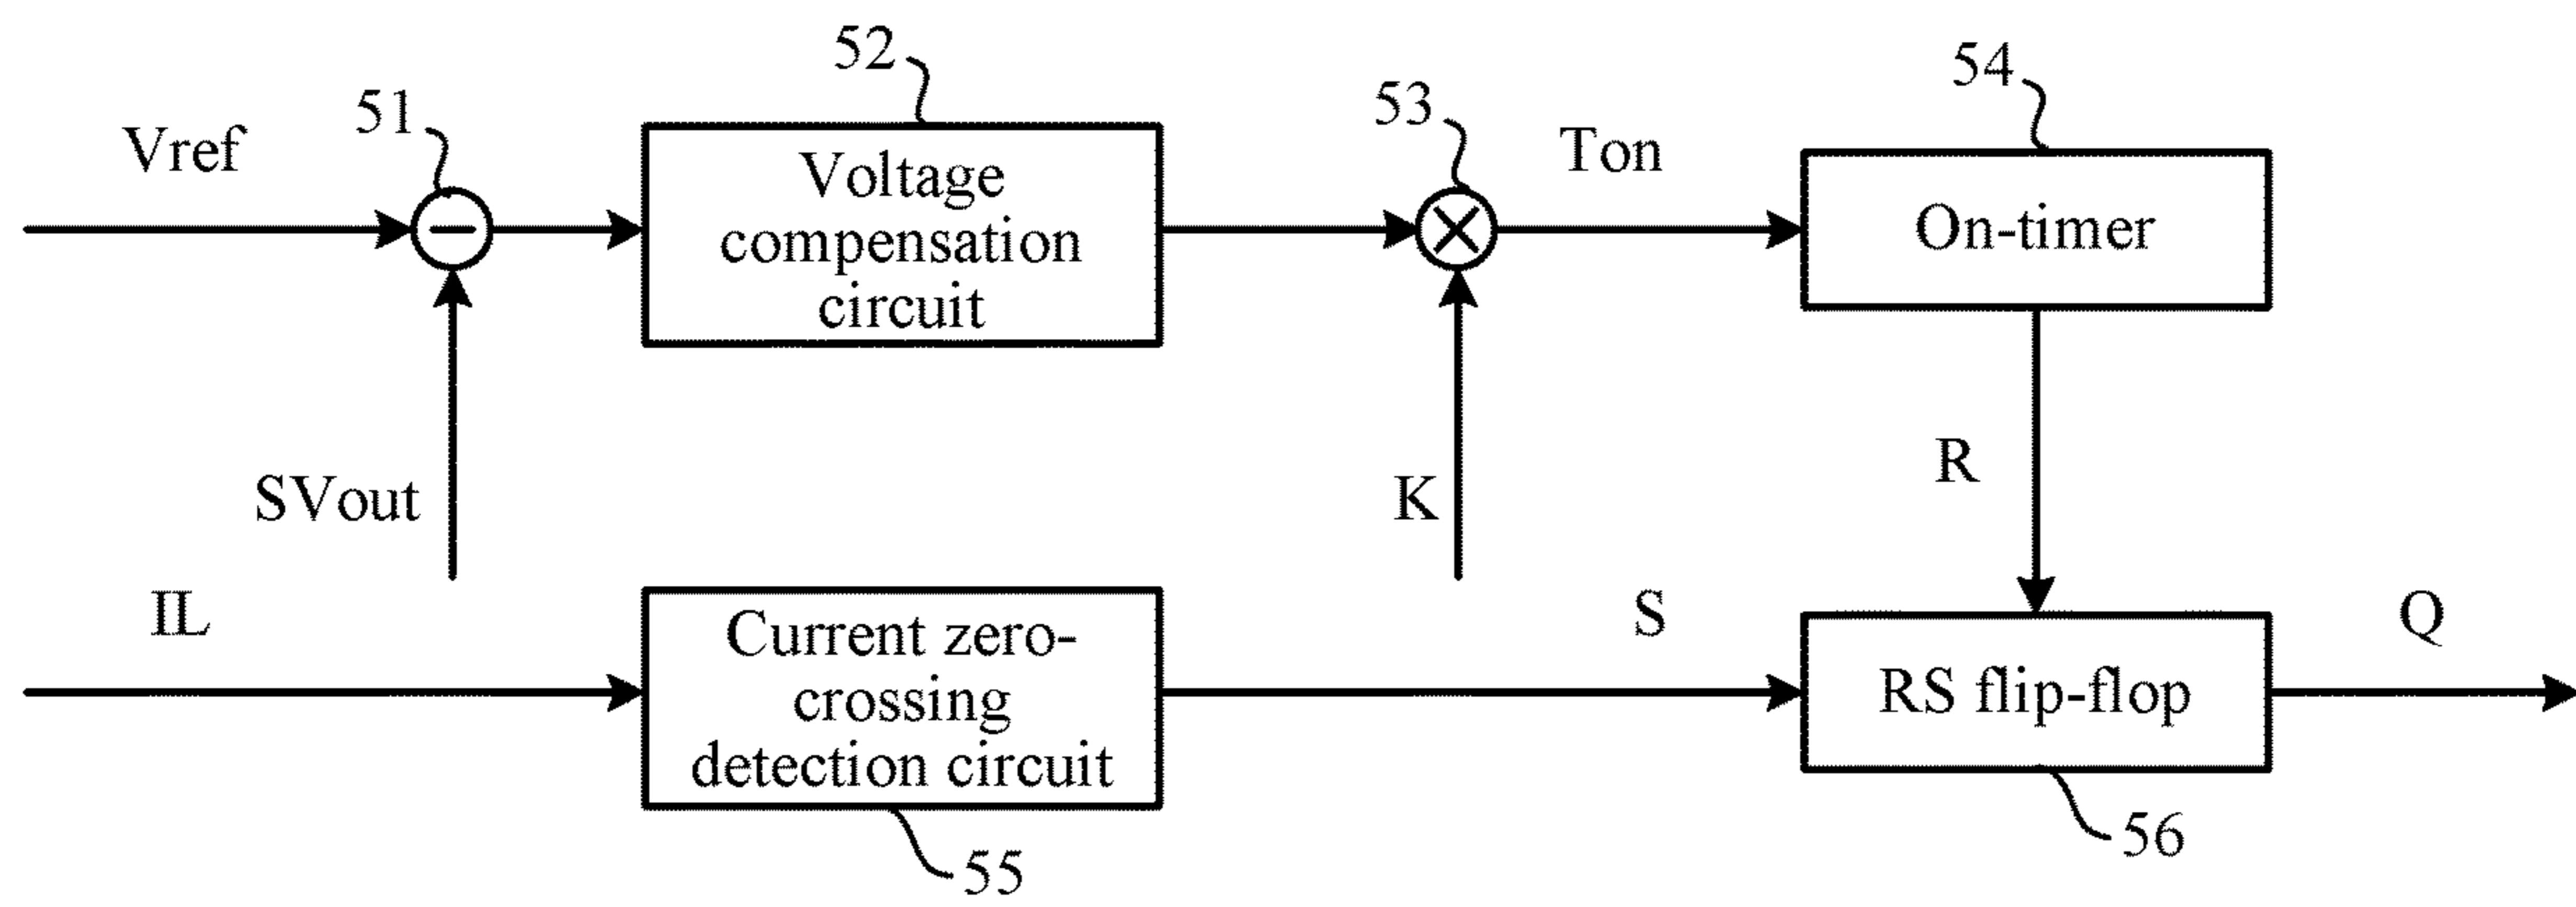 52
54
51
53
Vref
Ton
Voltage
compensation
circuit
On-timer
SVout
K
R
IL
S
Q
Current zero-
crossing
detection circuit
RS flip-flop
55
56